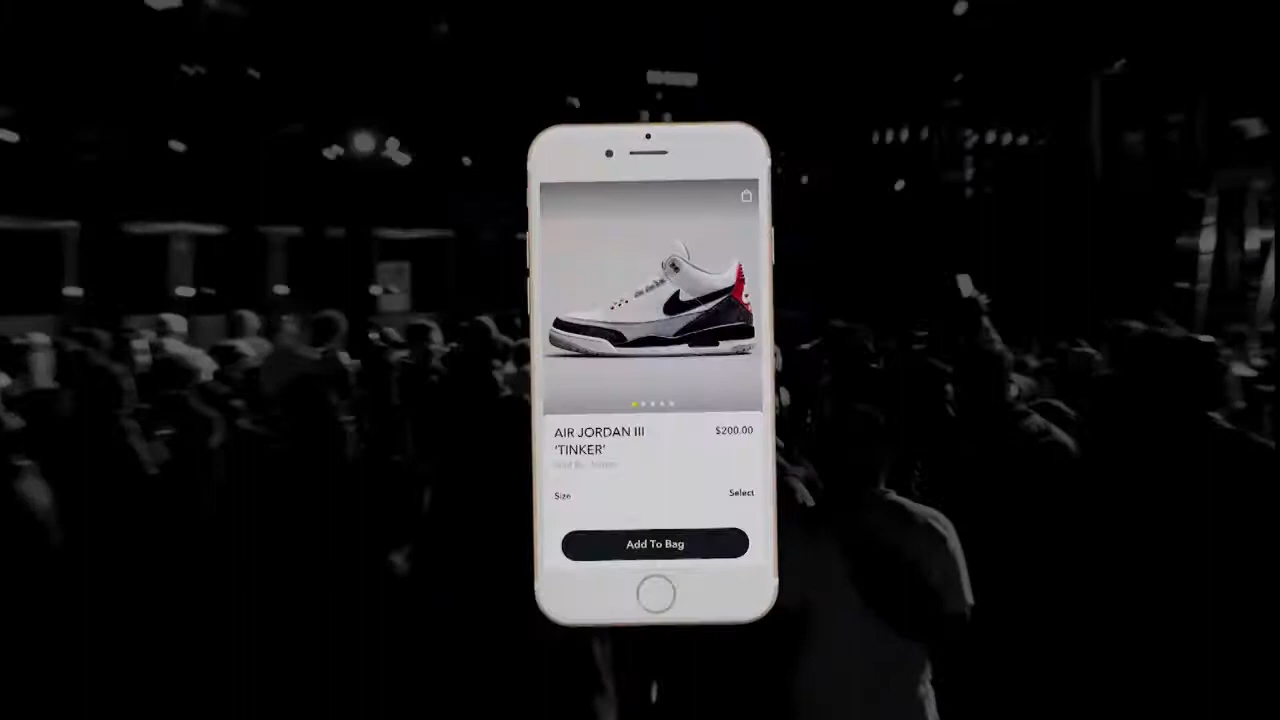 AIR JORDAN III
$200.00
‘TINKER’
Size
Select
Add To Bag